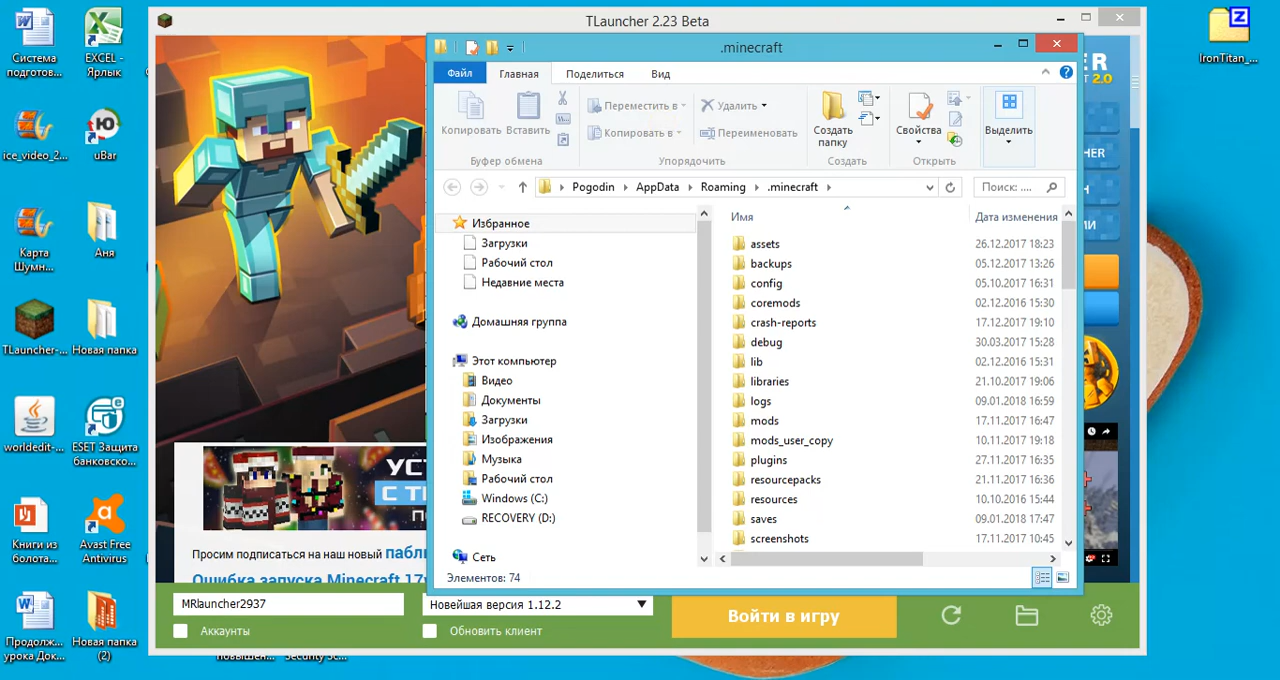 Система
подготов...
EXCEL -
Ярлык
ice_video_2...
uBar
Карта
Шумн...
Аня
TLauncher-...
Новая папка
worldedit-...
ESET Защита
банковско...
Книги из
болота...
Avast Free
Antivirus
Продолж...
урока Док...
Новая папка
(2)
IronTitan_...
TLauncher 2.23 Beta
.minecraft
Файл
Главная
Поделиться
Вид
Копировать
Вставить
Переместить в
Копировать в
Удалить
Переименовать
Создать
папку
Свойства
Выделить
Буфер обмена
Упорядочить
Создать
Открыть
Pogodin
AppData
Roaming
.minecraft
Поиск: ....
Избранное
Загрузки
Рабочий стол
Недавние места
Домашняя группа
Этот компьютер
Видео
Документы
Загрузки
Изображения
Музыка
Рабочий стол
Windows (C:)
RECOVERY (D:)
Сеть
Имя Дата изменения
assets 26.12.2017 18:23
backups 05.12.2017 13:26
config 05.10.2017 16:31
coremods 02.12.2016 15:30
crash-reports 17.12.2017 19:10
debug 30.03.2017 15:28
lib 02.12.2016 15:31
libraries 21.10.2017 19:06
logs 09.01.2018 16:59
mods 17.11.2017 16:47
mods_user_copy 10.11.2017 19:18
plugins 27.11.2017 16:35
resourcepacks 21.11.2017 16:36
resources 10.10.2016 15:44
saves 09.01.2018 17:47
screenshots 17.11.2017 10:45
Элементов: 74
ER
2.0
HER
УС
С Т
Просим подписаться на наш новый пабл
Ошибка запуска Minecraft 17
MRlauncher2937
Новейшая версия 1.12.2
Войти в игру
Аккаунты
Обновить клиент